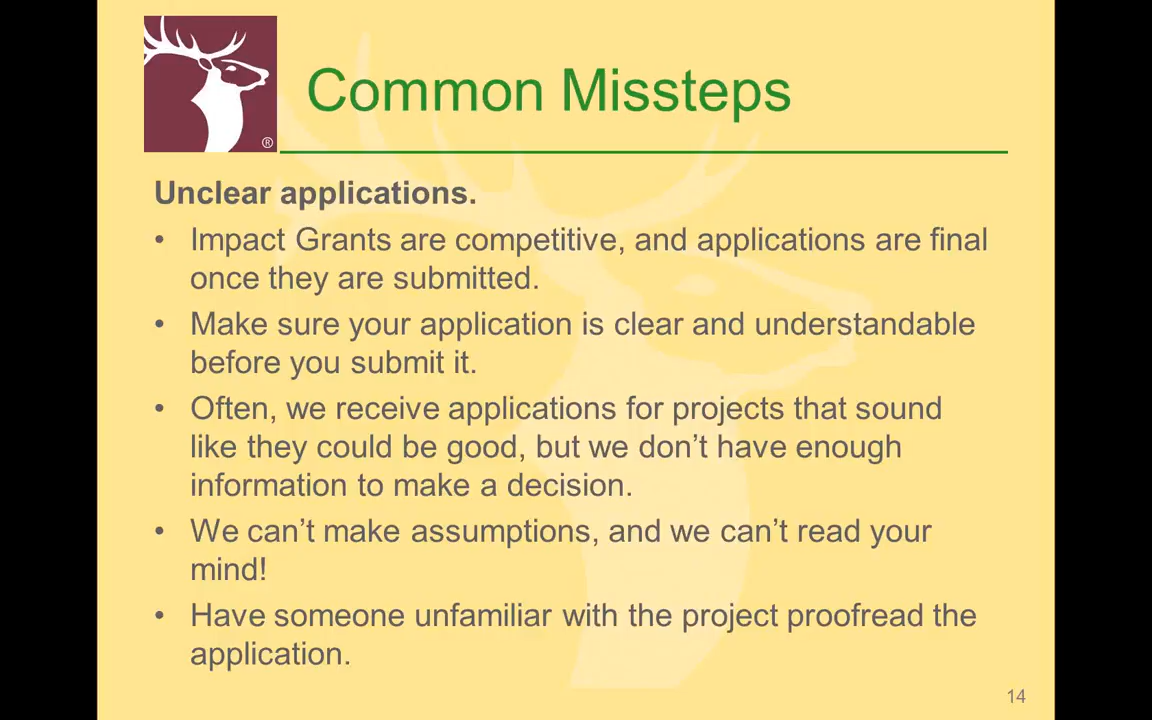 ®
Common Missteps
Unclear applications.
• Impact Grants are competitive, and applications are final
once they are submitted.
• Make sure your application is clear and understandable
before you submit it.
• Often, we receive applications for projects that sound
like they could be good, but we don’t have enough
information to make a decision.
• We can’t make assumptions, and we can’t read your
mind!
• Have someone unfamiliar with the project proofread the
application.
14